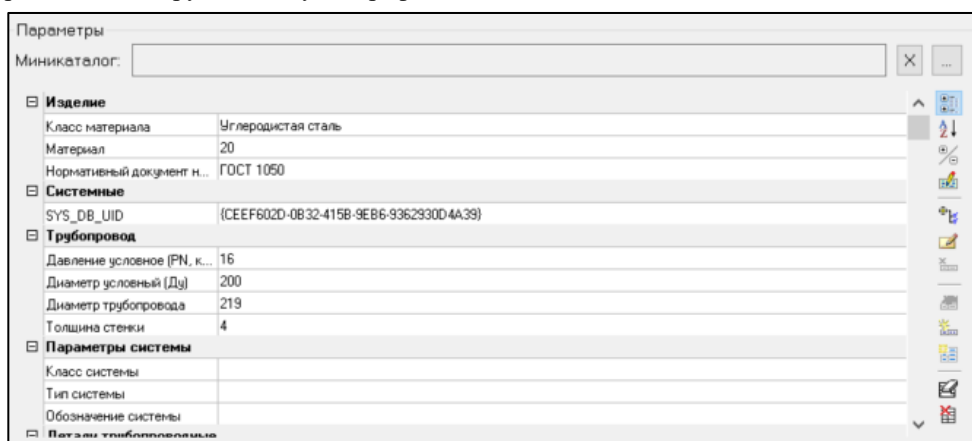 Параметры
Миникаталог:
Изделие
Класс материала Углеродистая сталь
Материал 20
Нормативный документ н... ГОСТ 1050
Системные
SYS_DB_UID {CEEF602D-0B32-415B-9EB6-9362930D4A39}
Трубопровод
Давление условное (PN, к... 16
Диаметр условный (Ду) 200
Диаметр трубопровода 219
Толщина стенки 4
Параметры системы
Класс системы
Тип системы
Обозначение системы
Детали трубопроводные